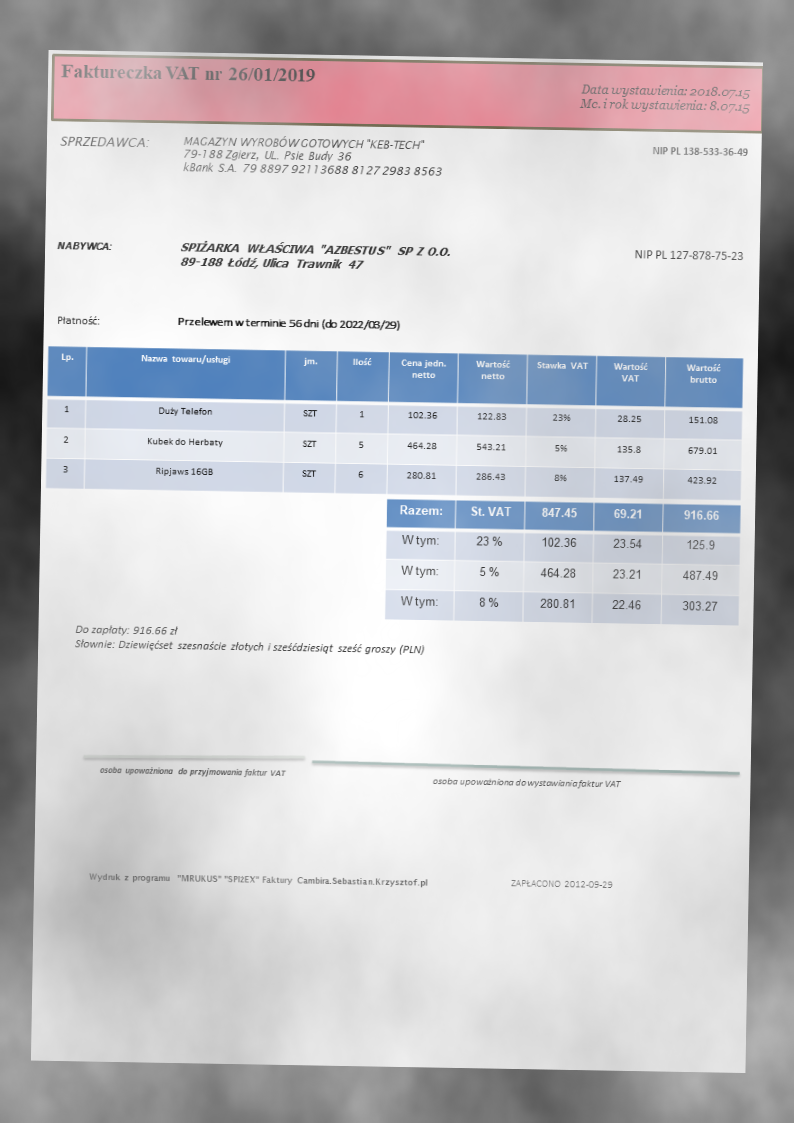 Faktureczka VAT nr 26/01/2019
Data wystawienia: 2018.07.15
Mc. i rok wystawienia: 8.07.15
SPRZEDAWCA: MAGAZYN WYROBÓW GOTOWYCH "KEB-TECH" NIP PL 138-533-36-49
79-188 Zgierz, UL. Psie Budy 36
kBank S.A. 79 8897 92113688 8127 2983 8563
NABYWCA: SPIŻARKA WŁAŚCIWA "AZBESTUS" SP Z O.O. NIP PL 127-878-75-23
89-188 Łódź, Ulica Trawnik 47
Płatność: Przelewem w terminie 56 dni (do 2022/03/29)
Lp. Nazwa towaru/usługi jm. Ilość Cena jedn. netto Wartość netto Stawka VAT Wartość VAT Wartość brutto
1 Duży Telefon SZT 1 102.36 122.83 23% 28.25 151.08
2 Kubek do Herbaty SZT 5 464.28 543.21 5% 135.8 679.01
3 Ripjaws 16GB SZT 6 280.81 286.43 8% 137.49 423.92
Razem: St. VAT 847.45 69.21 916.66
W tym: 23 % 102.36 23.54 125.9
W tym: 5 % 464.28 23.21 487.49
W tym: 8 % 280.81 22.46 303.27
Do zapłaty: 916.66 zł
Słownie: Dziewięćset szesnaście złotych i sześćdziesiąt sześć groszy (PLN)
osoba upoważniona do przyjmowania faktur VAT
osoba upoważniona do wystawiania faktur VAT
Wydruk z programu "MRUKUS" "SPIżEX" Faktury Cambira.Sebastian.Krzysztof.pl ZAPŁACONO 2012-09-29